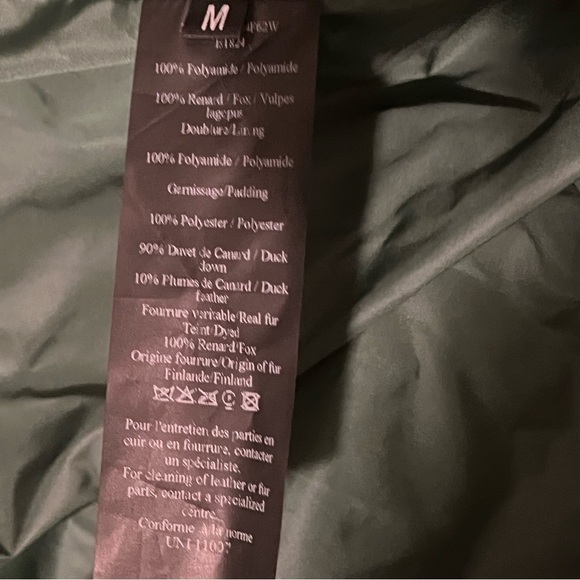 M
F62W
100% Polyamide / Polyamide
100% Renard / Fox / Vulpes
lagopus
Doublure/Lining
100% Polyamide / Polyamide
Garnissage/Padding
100% Polyester / Polyester
90% Duvet de Canard / Duck
down
10% Plumes de Canard / Duck
feather
Fourrure véritable/Real fur
Teint/Dyed
100% Renard/Fox
Origine fourrure/Origin of fur
Finlande/Finland
Pour l'entretien des parties en
cuir ou en fourrure, contacter
un spécialiste.
For cleaning of leather or fur
parts, contact a specialized
centre
Conforme À la norme
UNI 11007